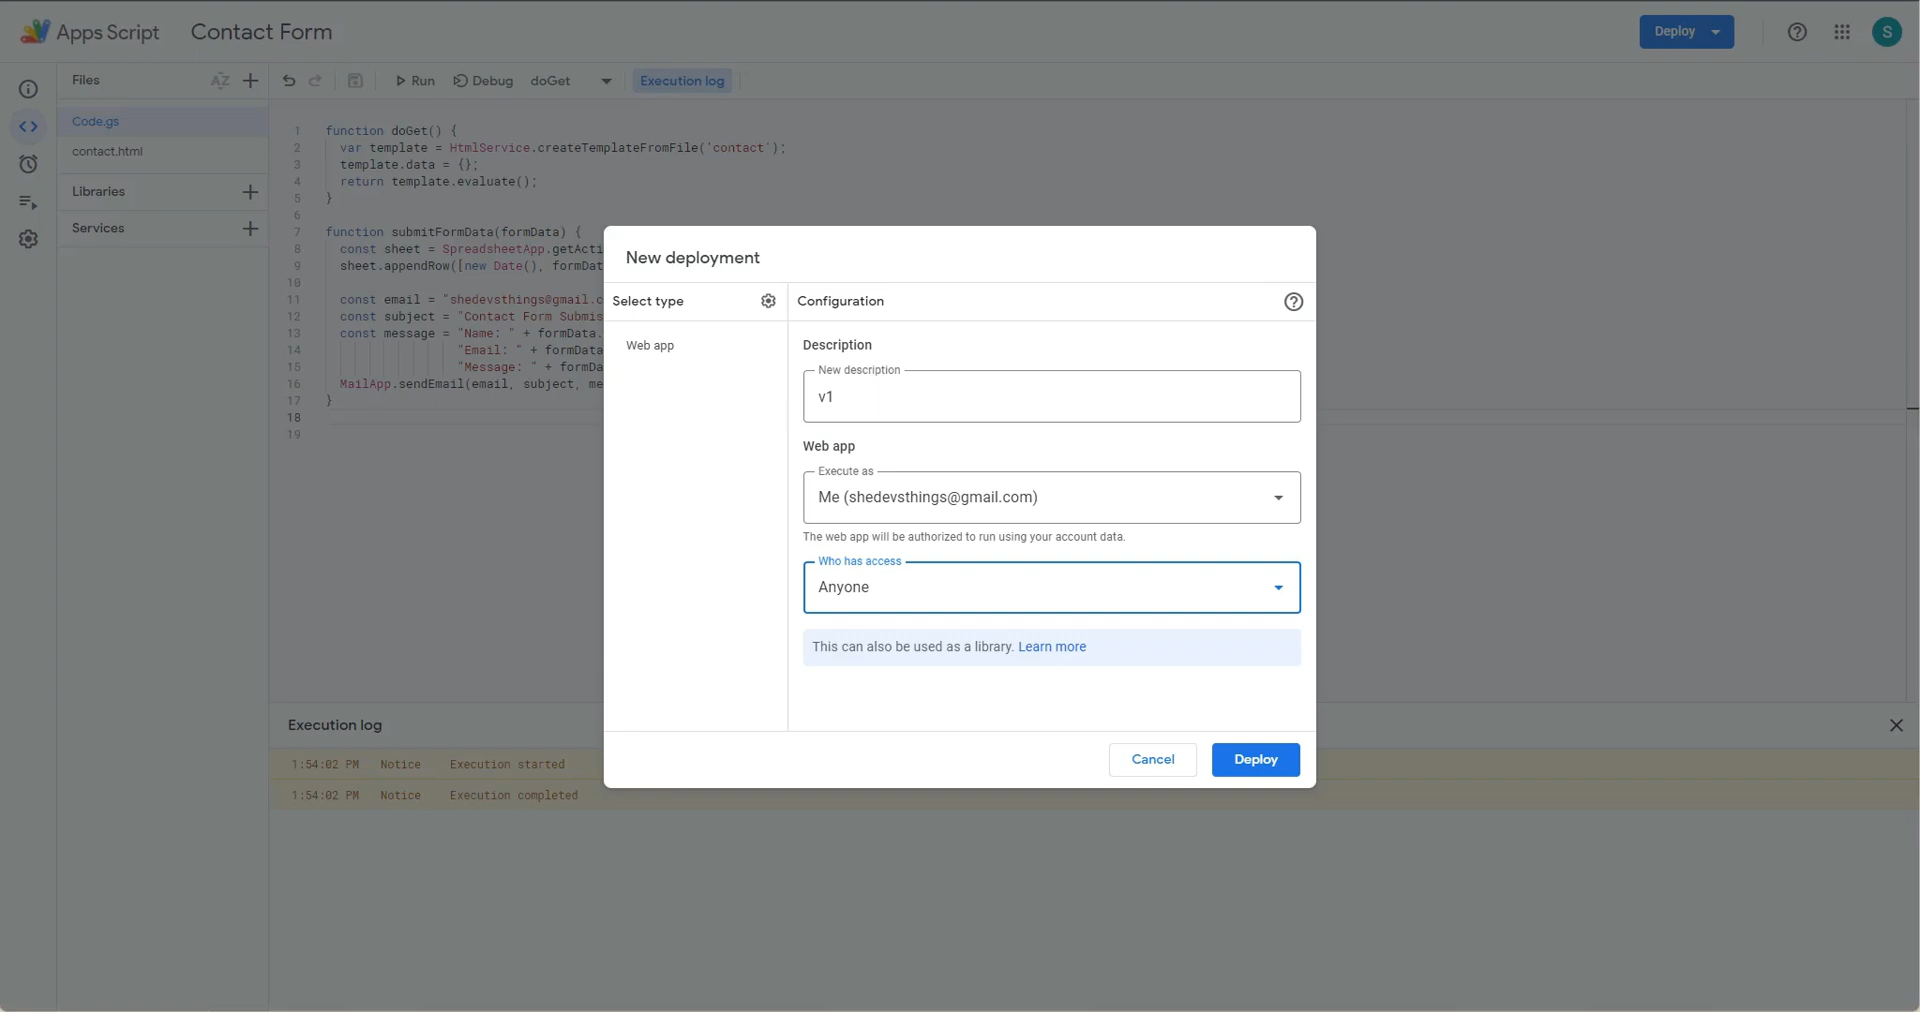 Apps Script
Contact Form
Deploy
S
Files
AZ
Run
Debug
doGet
Execution log
Code.gs
contact.html
Libraries
Services
1 function doGet() {
2 var template = HtmlService.createTemplateFromFile('contact');
3 template.data = {};
4 return template.evaluate();
5 }
6
7 function submitFormData(formData) {
8 const sheet = SpreadsheetApp.getActi
9 sheet.appendRow([new Date(), formDat
10
11 const email = "shedevsthings@gmail.c
12 const subject = "Contact Form Submis
13 const message = "Name: " + formData.
14 "Email: " + formData
15 "Message: " + formDa
16 MailApp.sendEmail(email, subject, me
17 }
18
19
New deployment
Select type
Configuration
Web app
Description
New description
v1
Web app
Execute as
Me (shedevsthings@gmail.com)
The web app will be authorized to run using your account data.
Who has access
Anyone
This can also be used as a library. Learn more
Cancel
Deploy
Execution log
1:54:02 PM Notice Execution started
1:54:02 PM Notice Execution completed